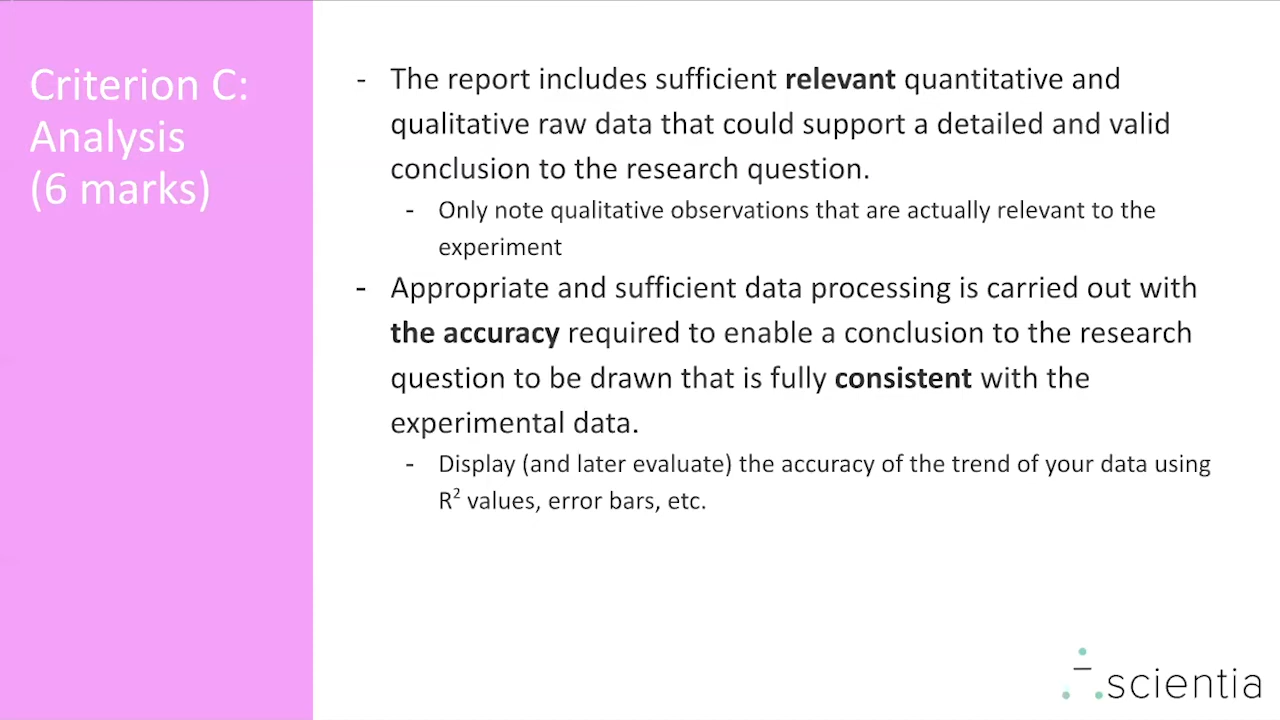 Criterion C:
Analysis
(6 marks)
- The report includes sufficient relevant quantitative and
qualitative raw data that could support a detailed and valid
conclusion to the research question.
- Only note qualitative observations that are actually relevant to the
experiment
- Appropriate and sufficient data processing is carried out with
the accuracy required to enable a conclusion to the research
question to be drawn that is fully consistent with the
experimental data.
- Display (and later evaluate) the accuracy of the trend of your data using
R² values, error bars, etc.
scientia